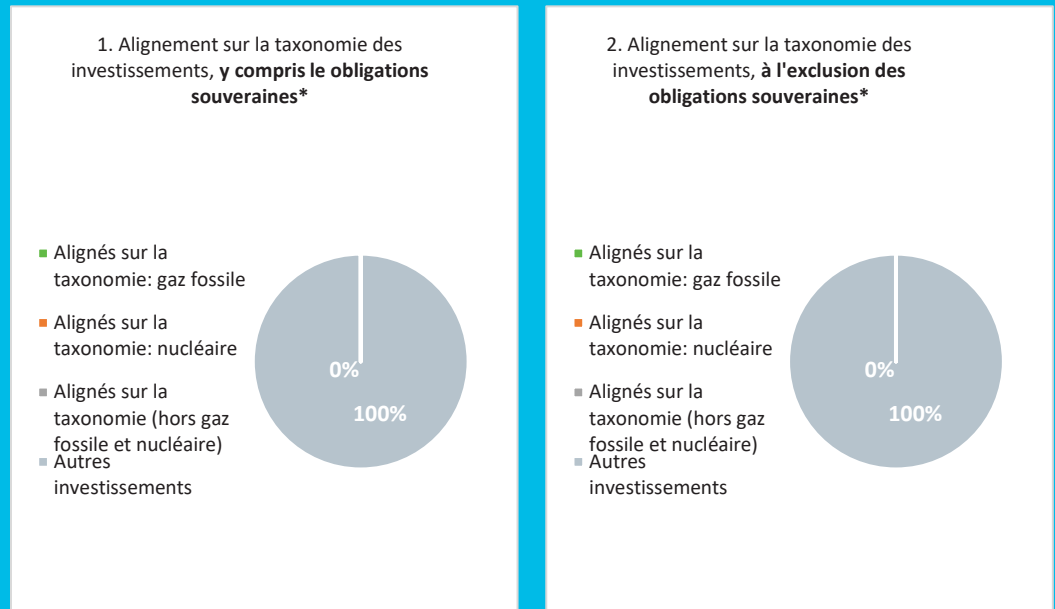 1. Alignement sur la taxonomie des
investissements, y compris le obligations
souveraines*
Alignés sur la
taxonomie: gaz fossile
Alignés sur la
taxonomie: nucléaire
Alignés sur la
taxonomie (hors gaz
fossile et nucléaire)
Autres
investissements
0%
100%
2. Alignement sur la taxonomie des
investissements, à l'exclusion des
obligations souveraines*
Alignés sur la
taxonomie: gaz fossile
Alignés sur la
taxonomie: nucléaire
Alignés sur la
taxonomie (hors gaz
fossile et nucléaire)
Autres
investissements
0%
100%